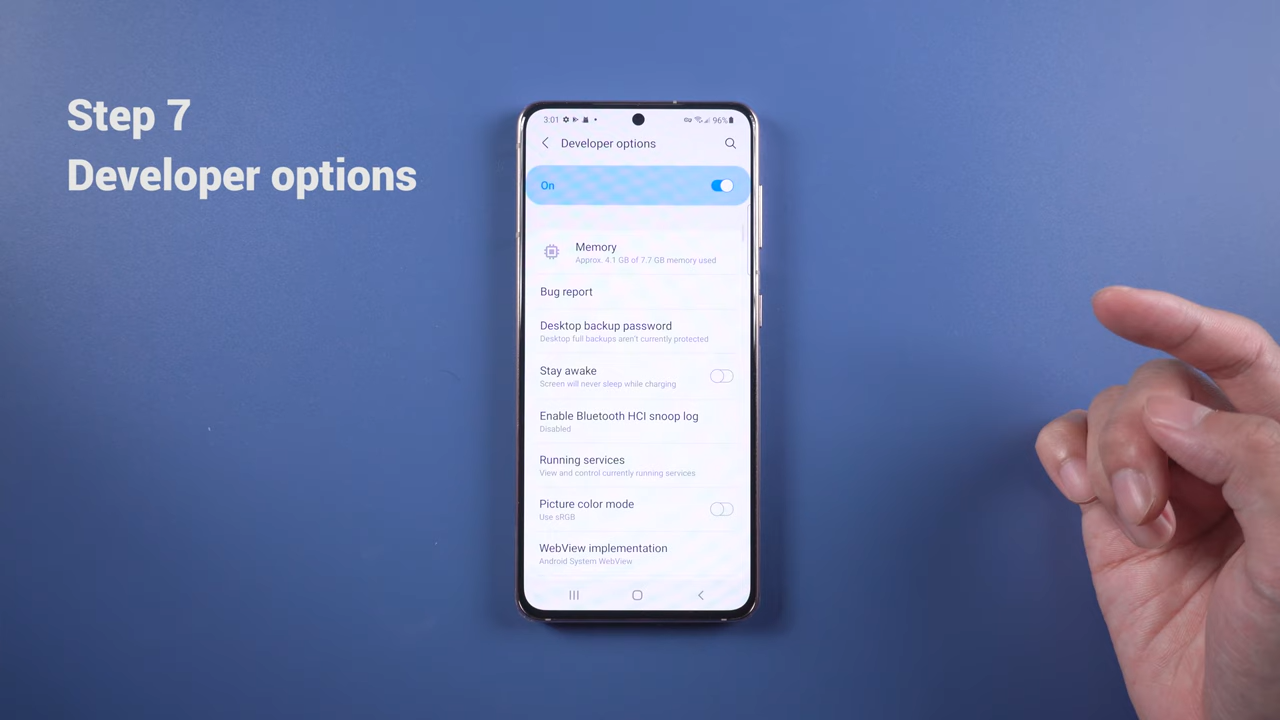 Step 7
Developer options
3:01
96%
Developer options
On
Memory
Approx. 4.1 GB of 7.7 GB memory used
Bug report
Desktop backup password
Desktop full backups aren't currently protected
Stay awake
Screen will never sleep while charging
Enable Bluetooth HCI snoop log
Disabled
Running services
View and control currently running services
Picture color mode
Use sRGB
WebView implementation
Android System WebView